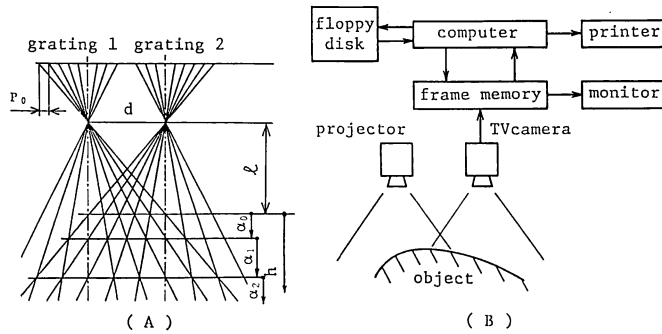 grating 1 grating 2
P₀
d
ℓ
α₀
α₁
h
α₂
( A )
floppy
disk
computer
printer
frame memory
monitor
projector
TVcamera
object
( B )